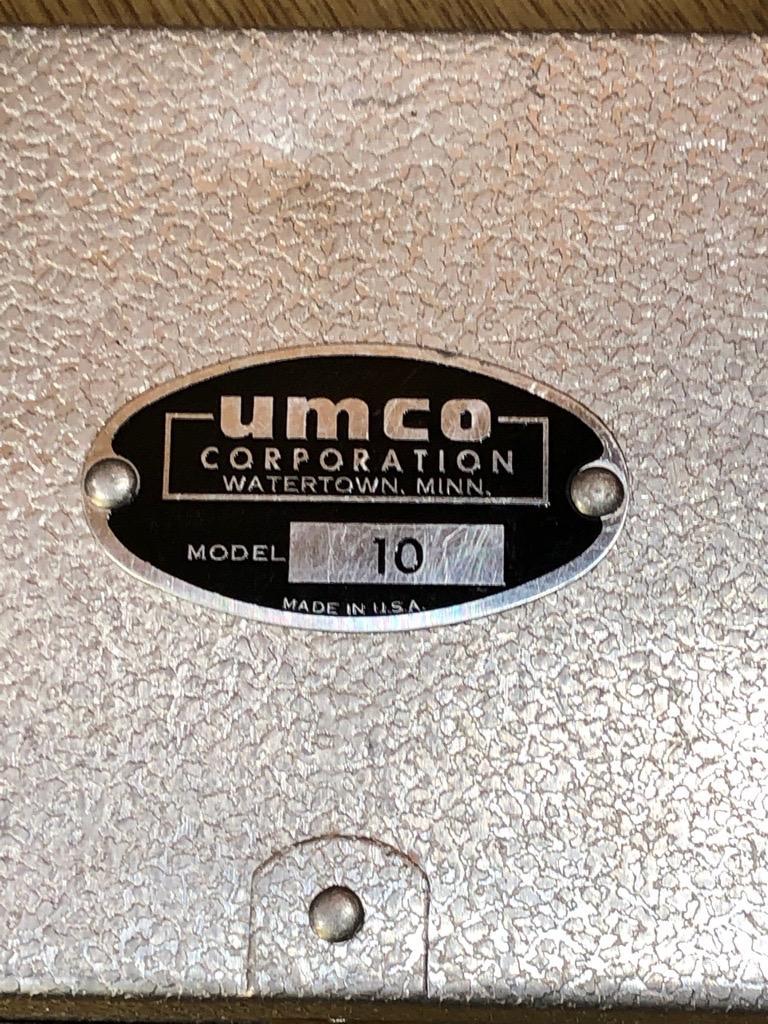 umco
CORPORATION
WATERTOWN, MINN.
MODEL 10
MADE IN U.S.A.